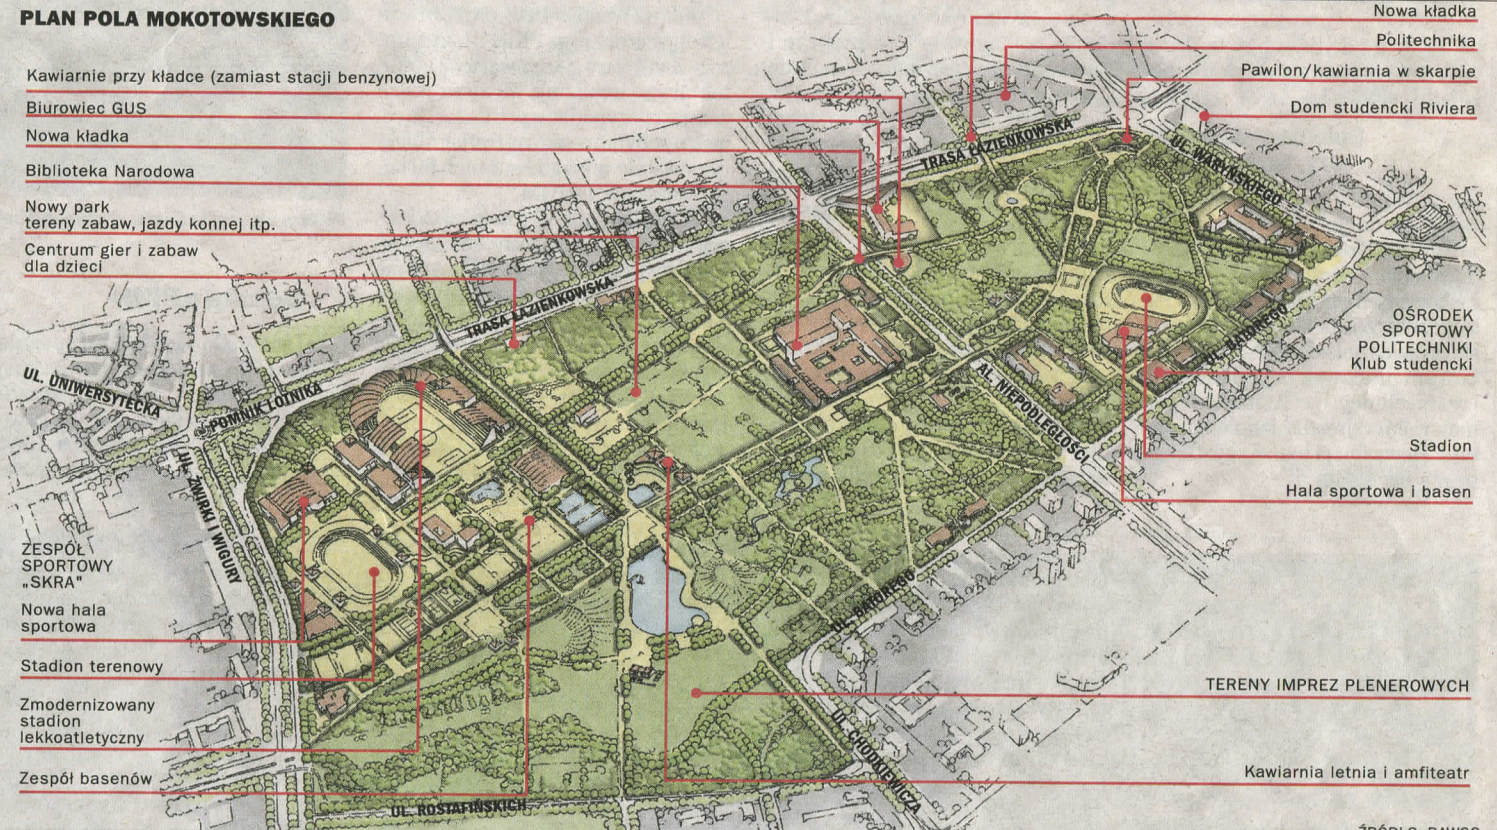 PLAN POLA MOKOTOWSKIEGO
Kawiarnie przy kładce (zamiast stacji benzynowej)
Biurowiec GUS
Nowa kładka
Biblioteka Narodowa
Nowy park
tereny zabaw, jazdy konnej itp.
Centrum gier i zabaw
dla dzieci
Nowa kładka
Politechnika
Pawilon/kawiarnia w skarpie
Dom studencki Riviera
TRASA ŁAZIENKOWSKA
UL. WARYŃSKIEGO
TRASA ŁAZIENKOWSKA
UL. UNIWERSYTECKA
POMNIK LOTNIKA
UL. ŻWIRKI I WIGURY
AL. NIEPODLEGŁOŚCI
UL. BATOREGO
OŚRODEK
SPORTOWY
POLITECHNIKI
Klub studencki
Stadion
Hala sportowa i basen
ZESPÓŁ
SPORTOWY
„SKRA"
Nowa hala
sportowa
Stadion terenowy
Zmodernizowany
stadion
lekkoatletyczny
Zespół basenów
UL. BATOREGO
UL. CHODKIEWICZA
UL. ROSTAFIŃSKICH
TERENY IMPREZ PLENEROWYCH
Kawiarnia letnia i amfiteatr